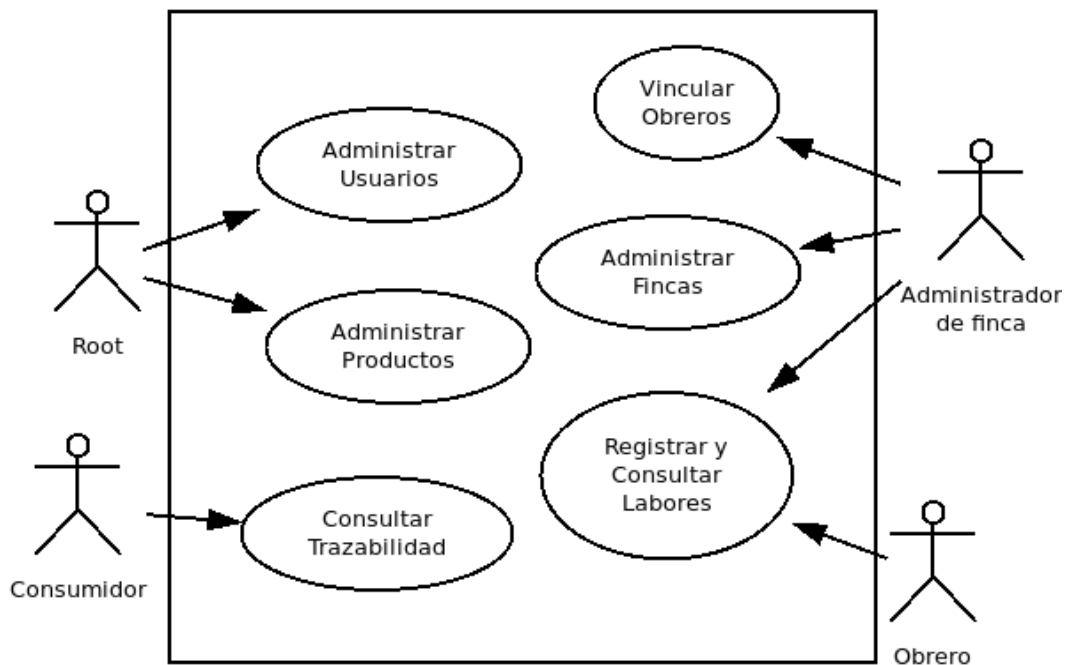 Vincular
Obreros
Administrar
Usuarios
Administrar
Fincas
Administrador
de finca
Root
Administrar
Productos
Registrar y
Consultar
Labores
Consultar
Trazabilidad
Consumidor
Obrero